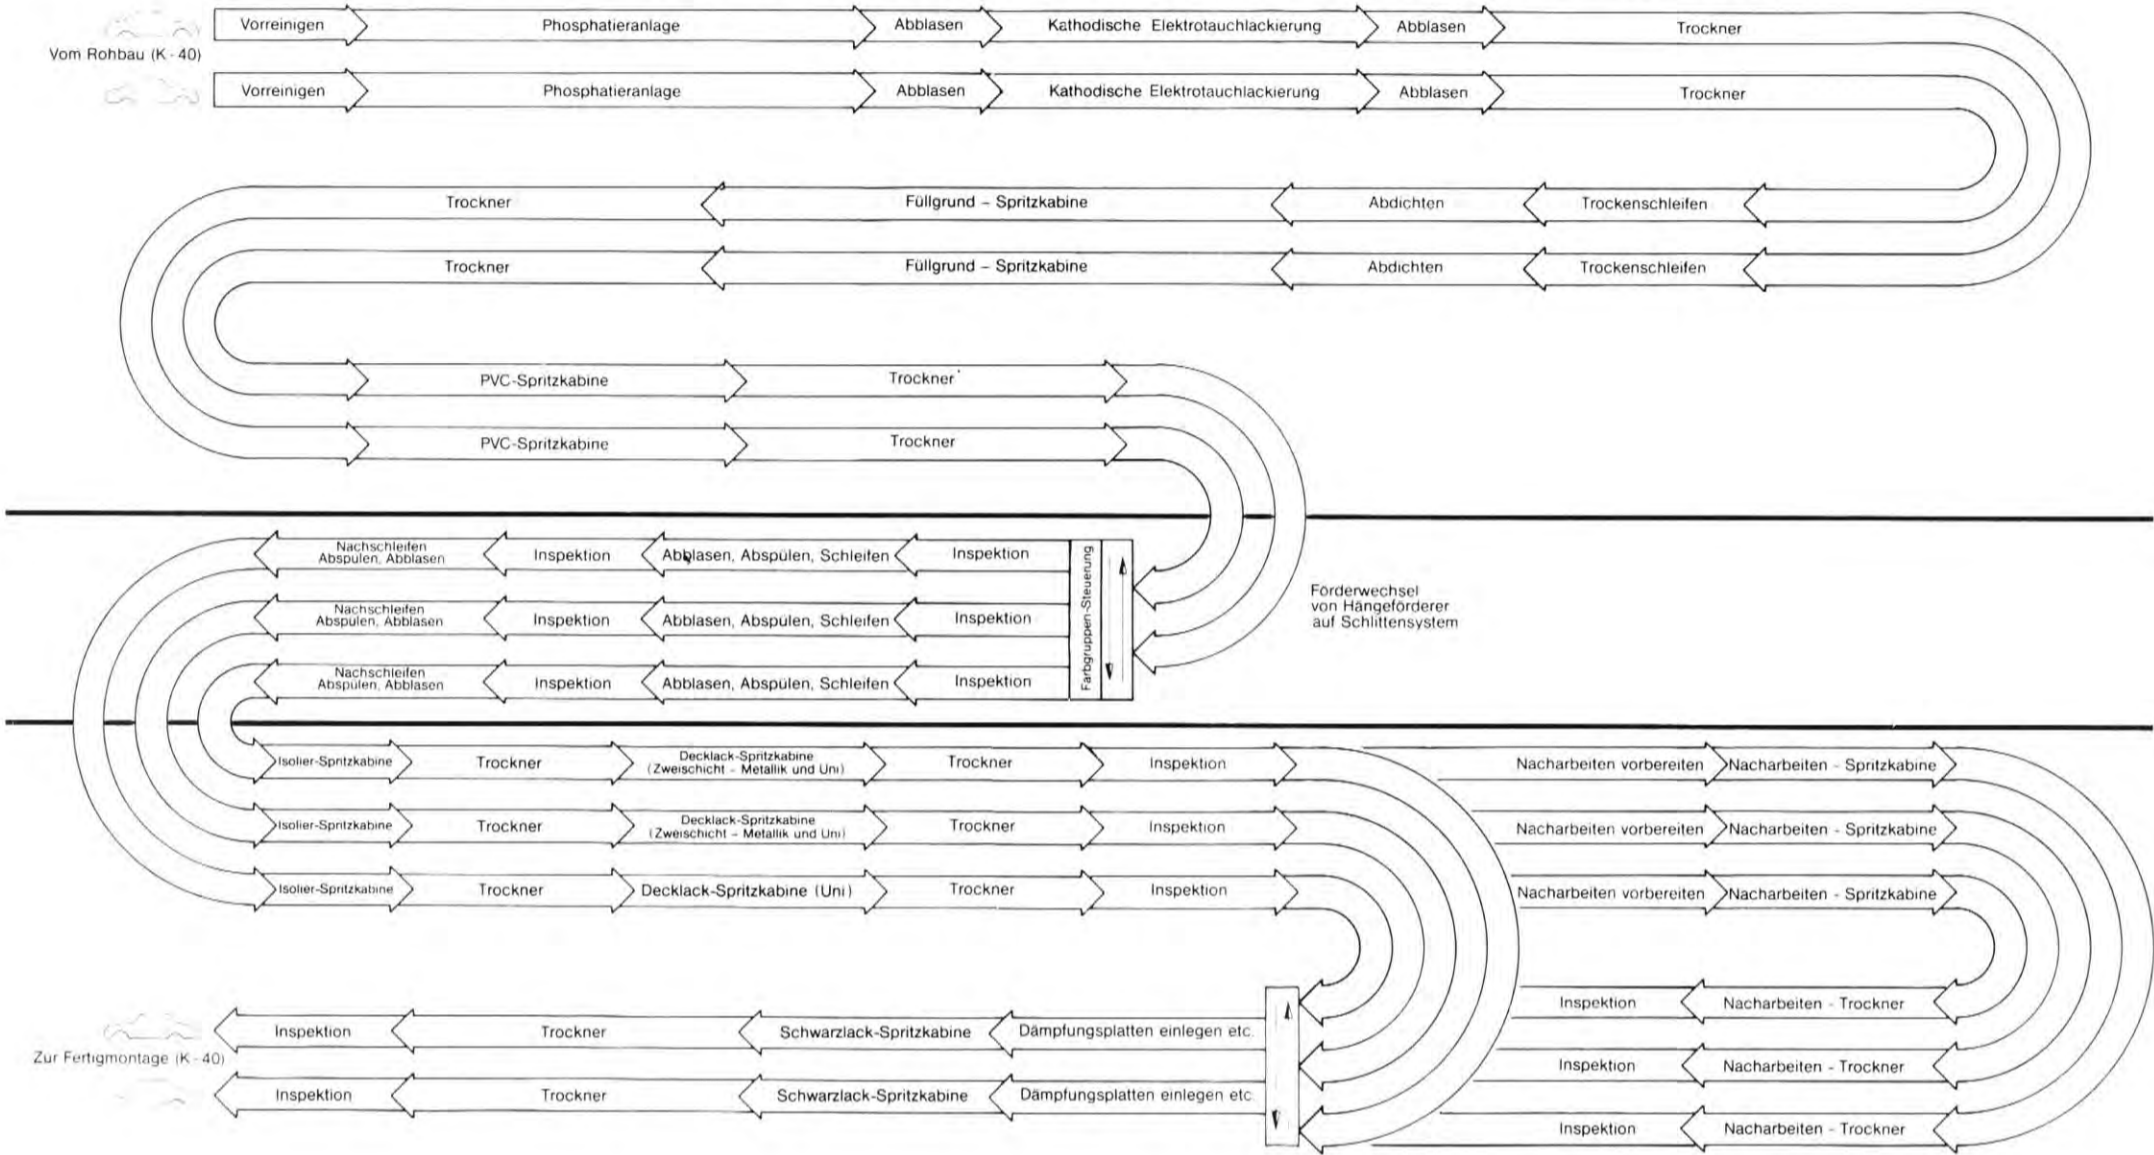 Vorreinigen
Phosphatieranlage
Abblasen
Kathodische Elektrotauchlackierung
Abblasen
Trockner
Vom Rohbau (K-40)
Vorreinigen
Phosphatieranlage
Abblasen
Kathodische Elektrotauchlackierung
Abblasen
Trockner
Trockner
Füllgrund – Spritzkabine
Abdichten
Trockenschleifen
Trockner
Füllgrund – Spritzkabine
Abdichten
Trockenschleifen
PVC-Spritzkabine
Trockner
PVC-Spritzkabine
Trockner
Nachschleifen
Abspülen, Abblasen
Inspektion
Abblasen, Abspülen, Schleifen
Inspektion
Nachschleifen
Abspülen, Abblasen
Inspektion
Abblasen, Abspülen, Schleifen
Inspektion
Nachschleifen
Abspülen, Abblasen
Inspektion
Abblasen, Abspülen, Schleifen
Inspektion
Farbgruppen-Steuerung
Förderwechsel
von Hängeförderer
auf Schlittensystem
Isolier-Spritzkabine
Trockner
Decklack-Spritzkabine
(Zweischicht - Metallik und Uni)
Trockner
Inspektion
Nacharbeiten vorbereiten
Nacharbeiten - Spritzkabine
Isolier-Spritzkabine
Trockner
Decklack-Spritzkabine
(Zweischicht - Metallik und Uni)
Trockner
Inspektion
Nacharbeiten vorbereiten
Nacharbeiten - Spritzkabine
Isolier-Spritzkabine
Trockner
Decklack-Spritzkabine (Uni)
Trockner
Inspektion
Nacharbeiten vorbereiten
Nacharbeiten - Spritzkabine
Inspektion
Nacharbeiten - Trockner
Inspektion
Trockner
Schwarzlack-Spritzkabine
Dämpfungsplatten einlegen etc.
Zur Fertigmontage (K-40)
Inspektion
Nacharbeiten - Trockner
Inspektion
Trockner
Schwarzlack-Spritzkabine
Dämpfungsplatten einlegen etc.
Inspektion
Nacharbeiten - Trockner